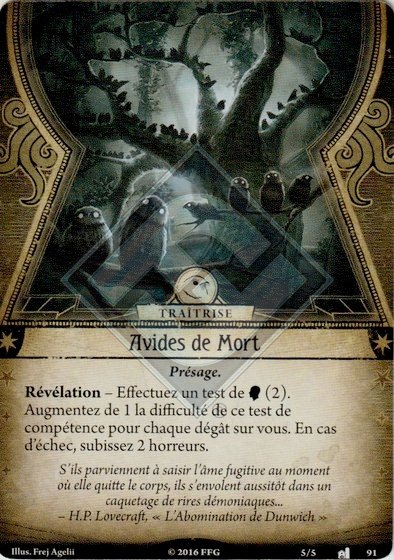 TRAÎTRISE
Avides de Mort
Présage.
Révélation – Effectuez un test de (2).
Augmentez de 1 la difficulté de ce test de
compétence pour chaque dégât sur vous. En cas
d'échec, subissez 2 horreurs.
S'ils parviennent à saisir l'âme fugitive au moment
où elle quitte le corps, ils s'envolent aussitôt dans un
caquetage de rires démoniaques...
– H.P. Lovecraft, « L'Abomination de Dunwich »
Illus. Frej Agelii © 2016 FFG 5/5 91